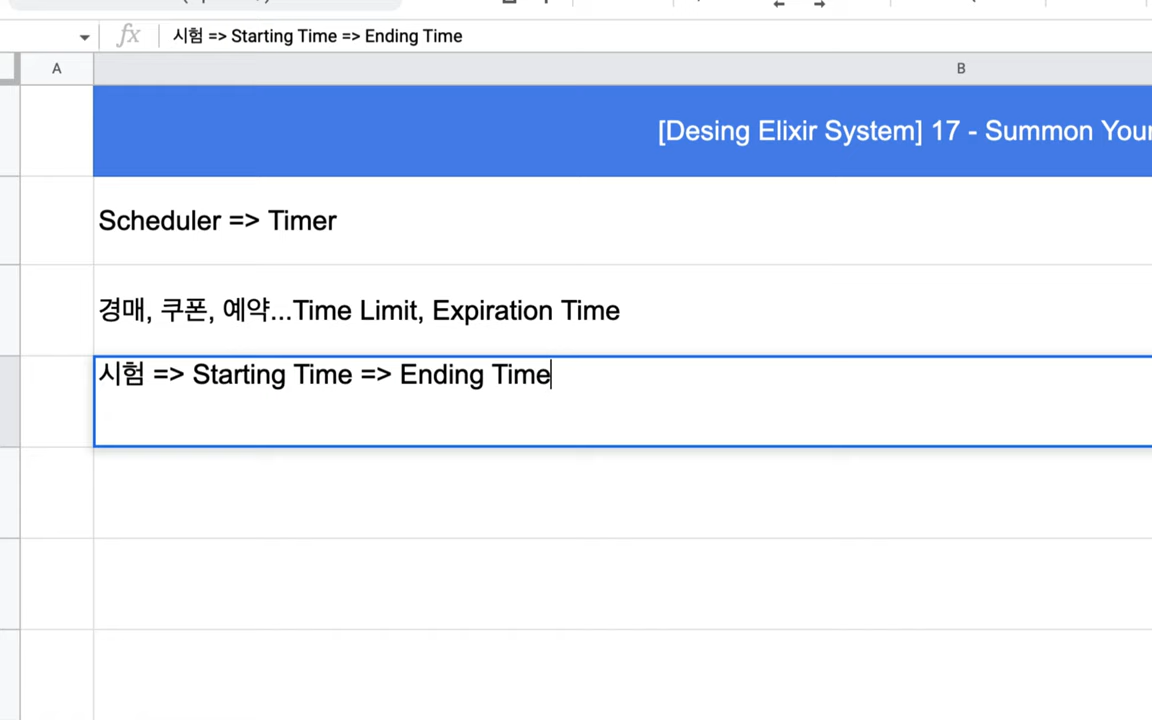 fx 시험 => Starting Time => Ending Time
A B
[Desing Elixir System] 17 - Summon Your
Scheduler => Timer
경매, 쿠폰, 예약...Time Limit, Expiration Time
시험 => Starting Time => Ending Time